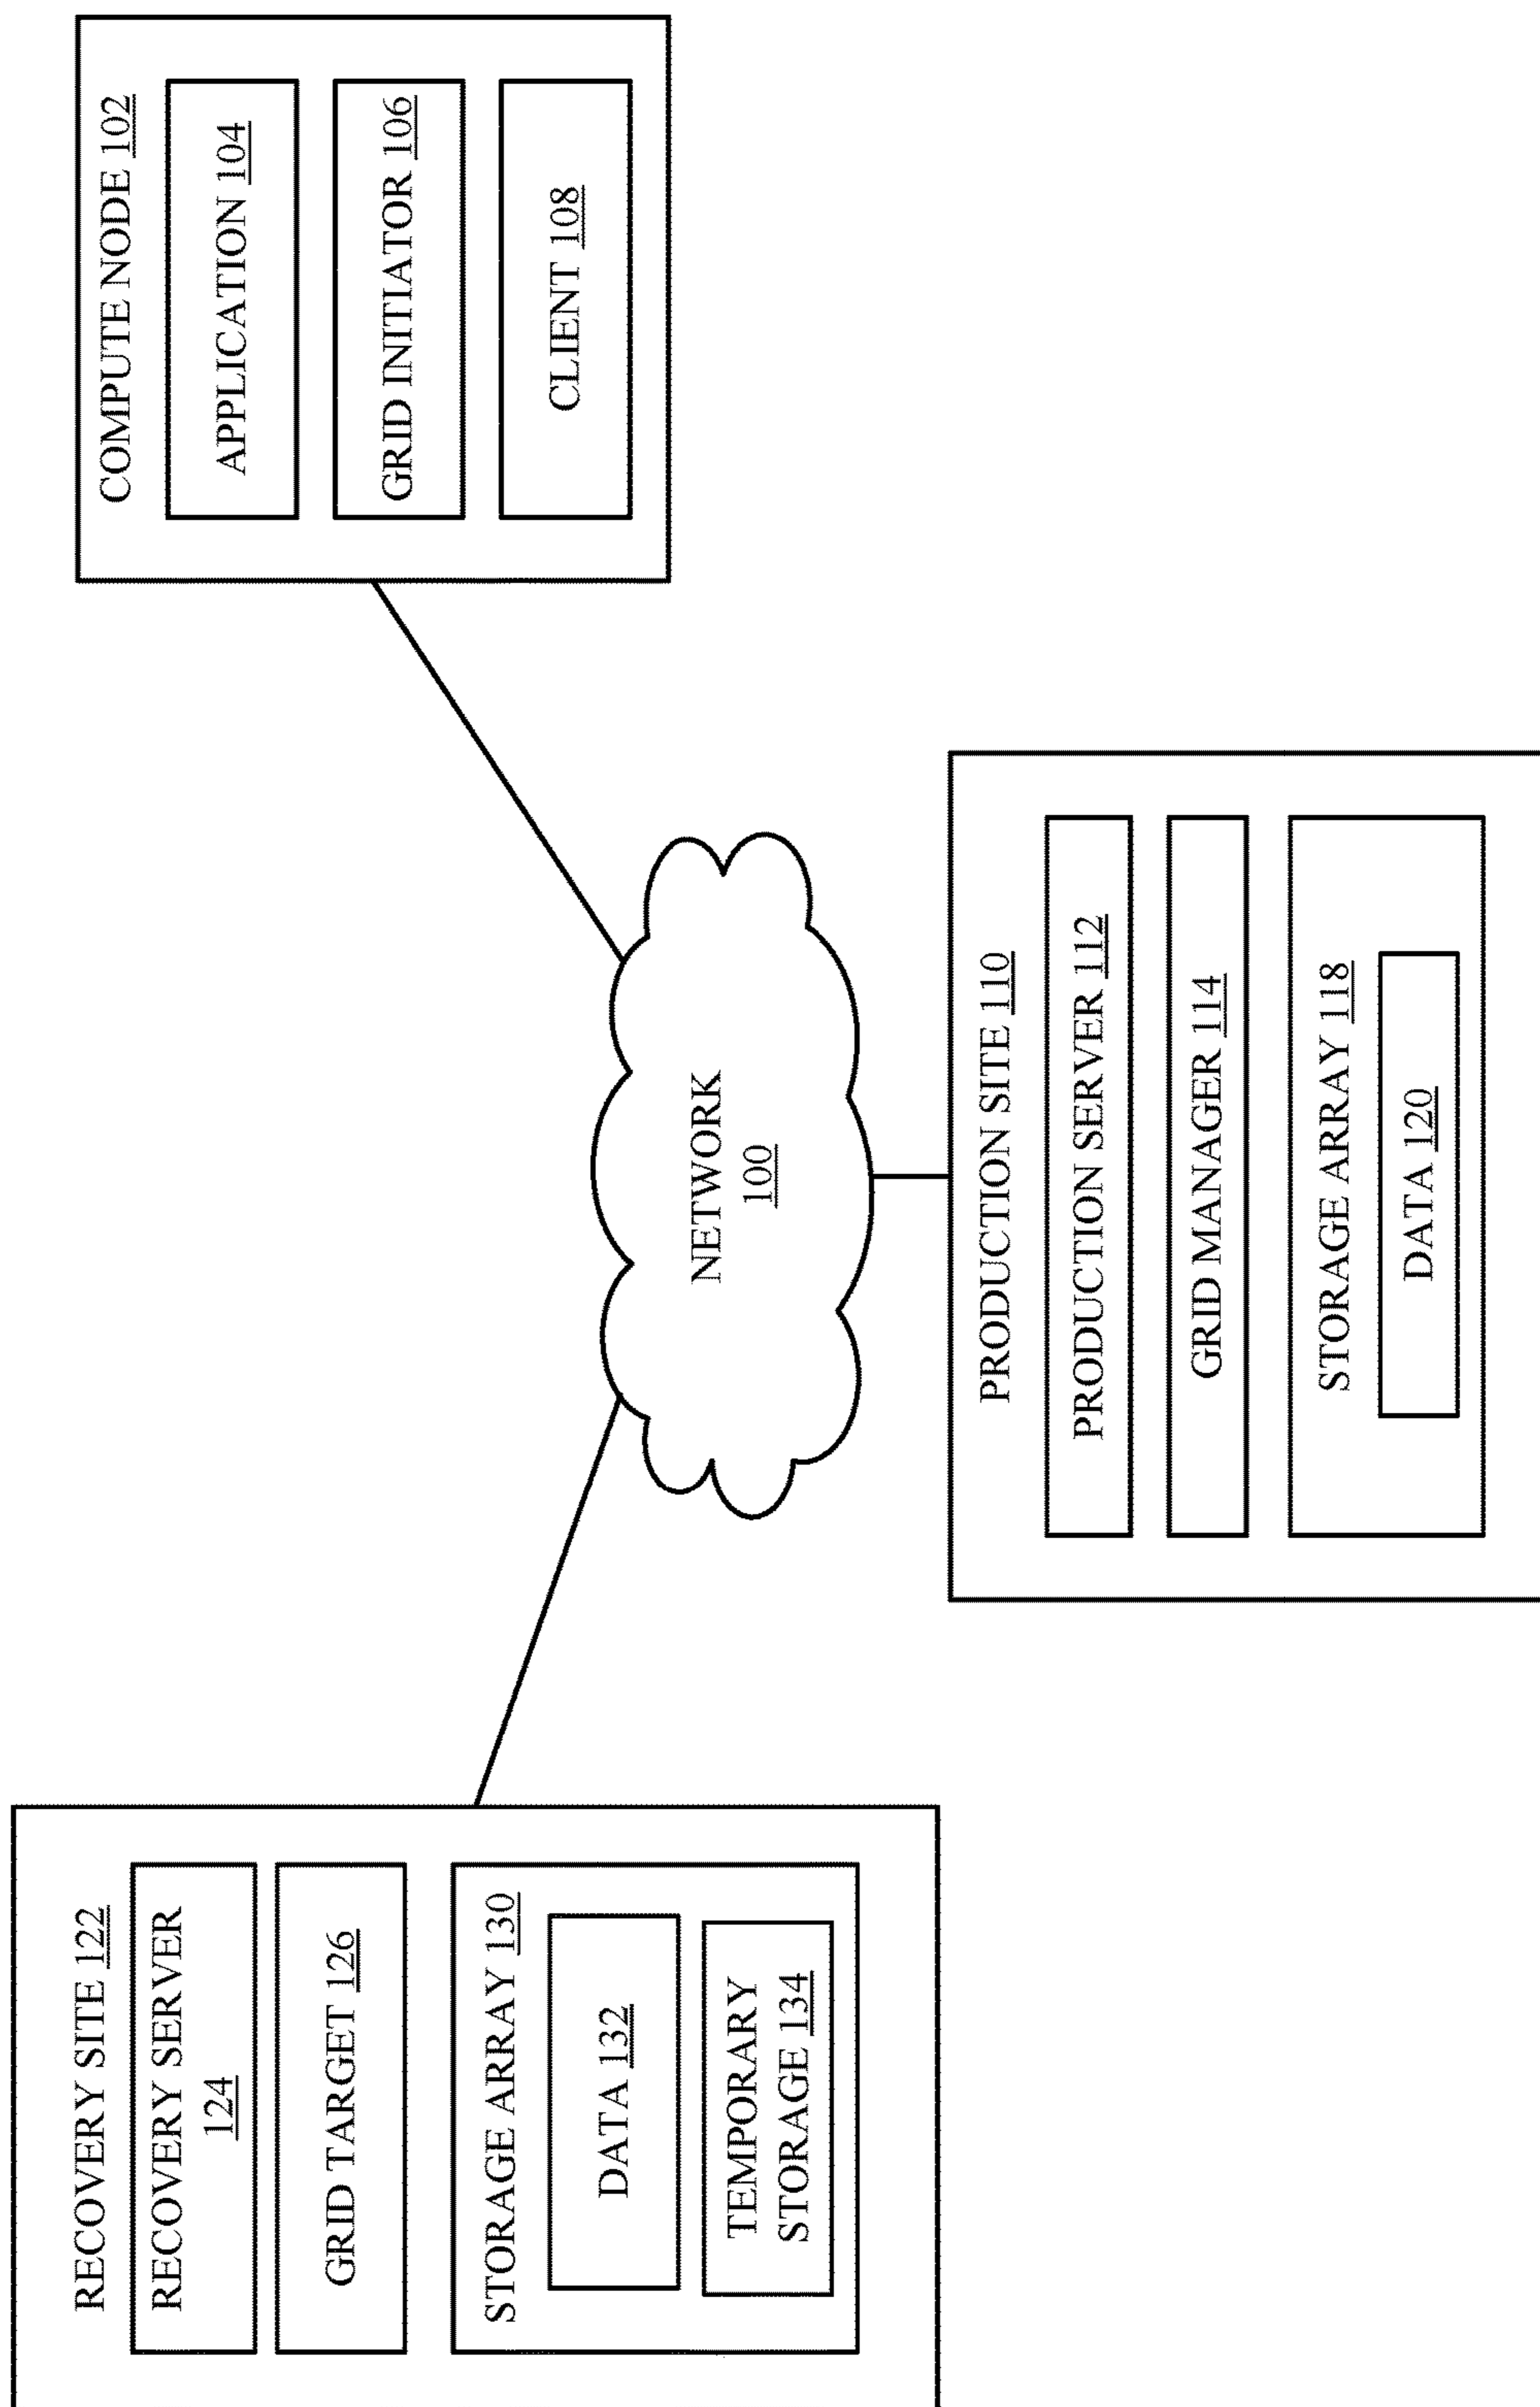 RECOVERY SITE 122
RECOVERY SERVER
124
GRID TARGET 126
STORAGE ARRAY 130
DATA 132
TEMPORARY
STORAGE 134
NETWORK
100
PRODUCTION SITE 110
PRODUCTION SERVER 112
GRID MANAGER 114
STORAGE ARRAY 118
DATA 120
COMPUTE NODE 102
APPLICATION 104
GRID INITIATOR 106
CLIENT 108